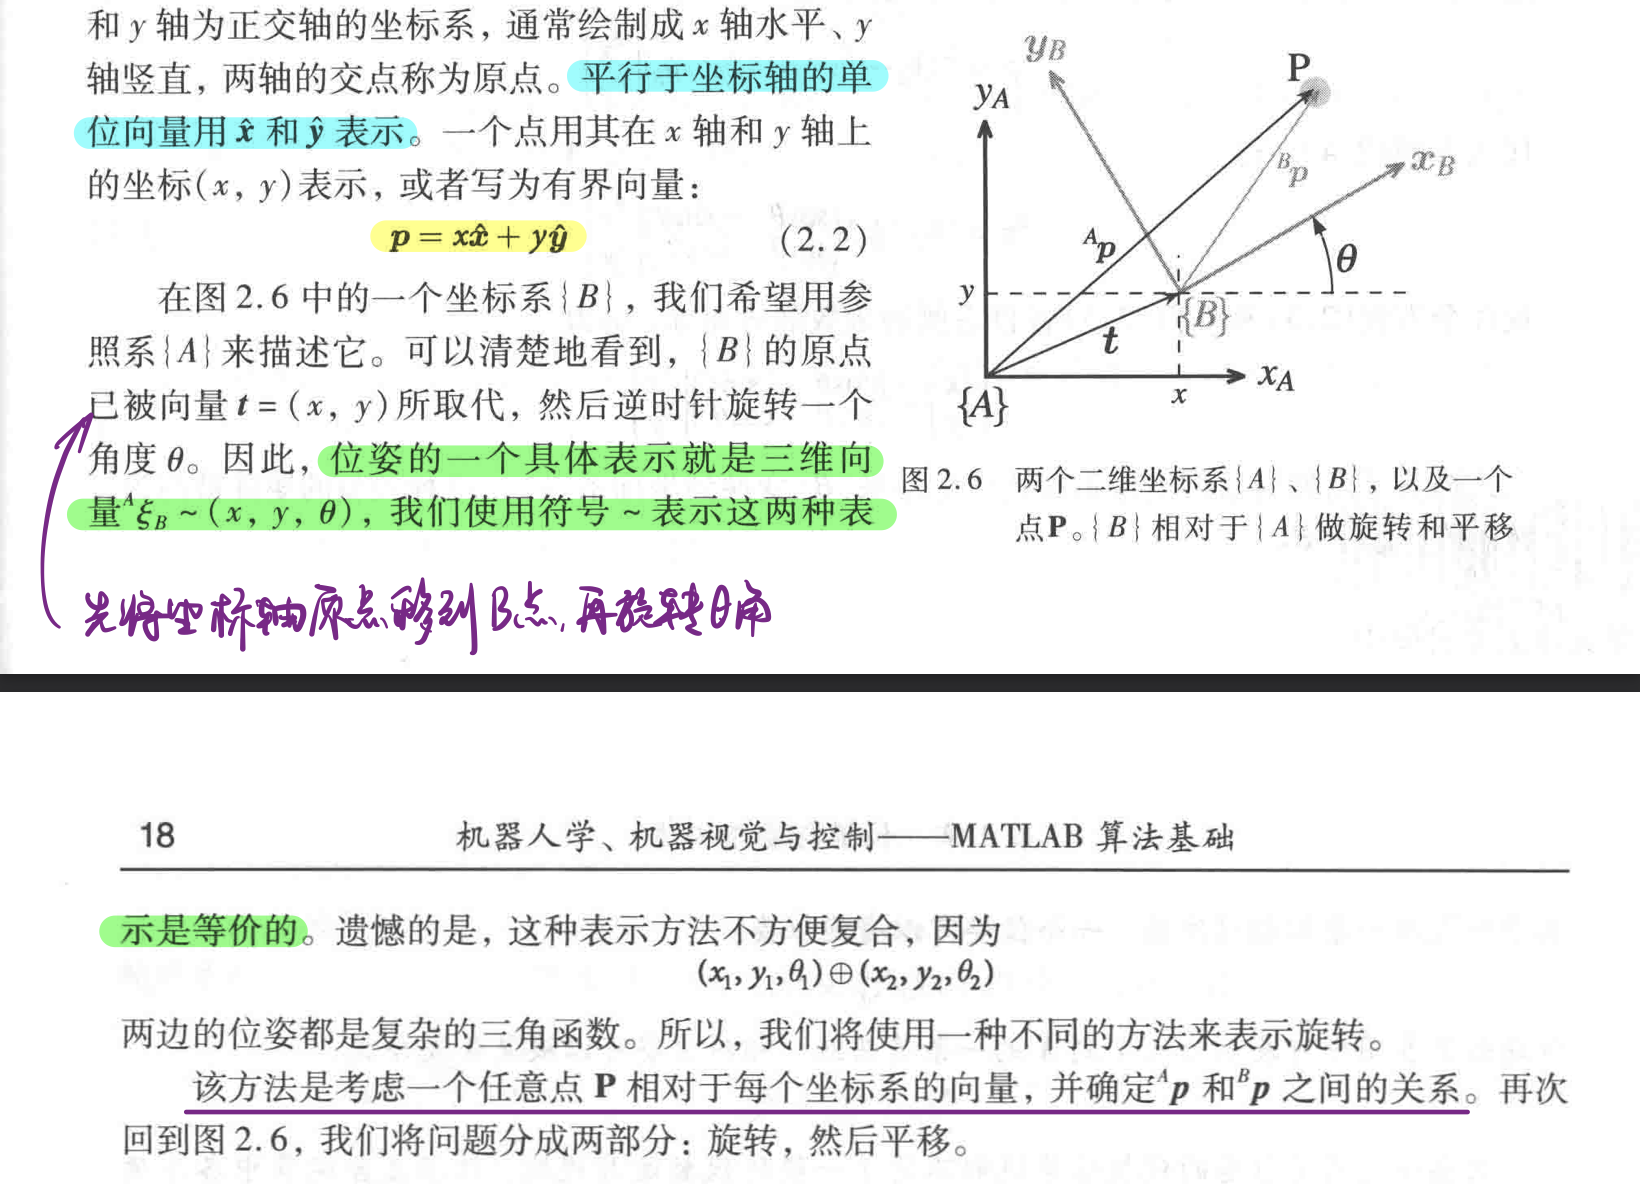 和 y 轴为正交轴的坐标系，通常绘制成 x 轴水平、y
轴竖直，两轴的交点称为原点。平行于坐标轴的单
位向量用 x̂ 和 ŷ 表示。一个点用其在 x 轴和 y 轴上
的坐标(x, y)表示，或者写为有界向量：
p = xx̂ + yŷ (2.2)
在图 2.6 中的一个坐标系{B}，我们希望用参
照系{A}来描述它。可以清楚地看到，{B}的原点
已被向量 t = (x, y)所取代，然后逆时针旋转一个
角度 θ。因此，位姿的一个具体表示就是三维向
量ᴬξ_B ~ (x, y, θ)，我们使用符号 ~ 表示这两种表
先将坐标轴原点移到B点,再旋转θ角
y_B
P
y_A
ᴮp
x_B
ᴬp
θ
y
{B}
t
x_A
x
{A}
图 2.6 两个二维坐标系{A}、{B}，以及一个
点P。{B}相对于{A}做旋转和平移
18 机器人学、机器视觉与控制——MATLAB 算法基础
示是等价的。遗憾的是，这种表示方法不方便复合，因为
(x₁, y₁, θ₁)⊕(x₂, y₂, θ₂)
两边的位姿都是复杂的三角函数。所以，我们将使用一种不同的方法来表示旋转。
该方法是考虑一个任意点 P 相对于每个坐标系的向量，并确定ᴬp 和ᴮp 之间的关系。再次
回到图 2.6，我们将问题分成两部分：旋转，然后平移。